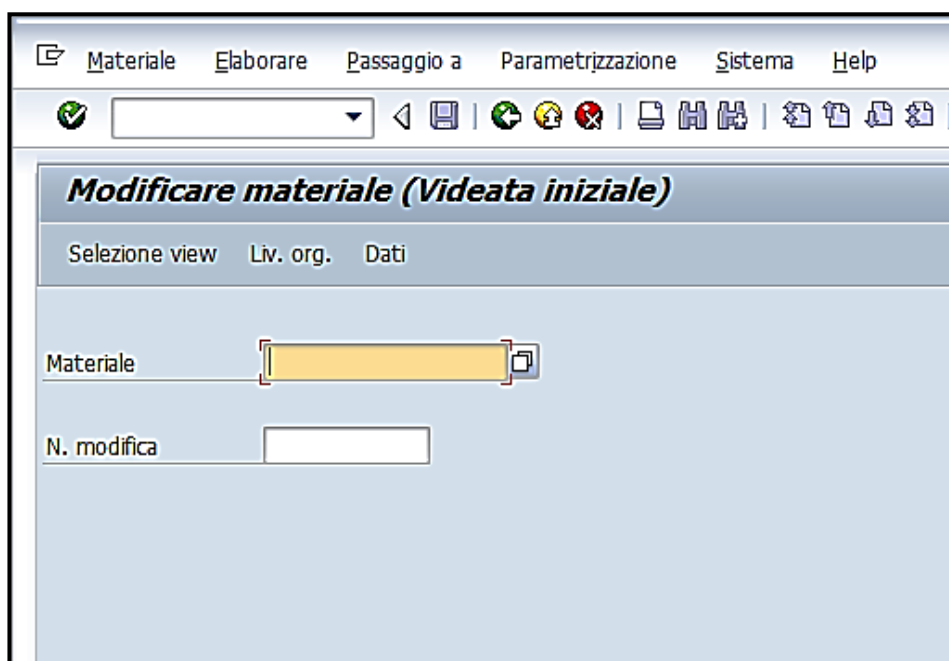 Materiale Elaborare Passaggio a Parametrizzazione Sistema Help
Modificare materiale (Videata iniziale)
Selezione view Liv. org. Dati
Materiale
N. modifica